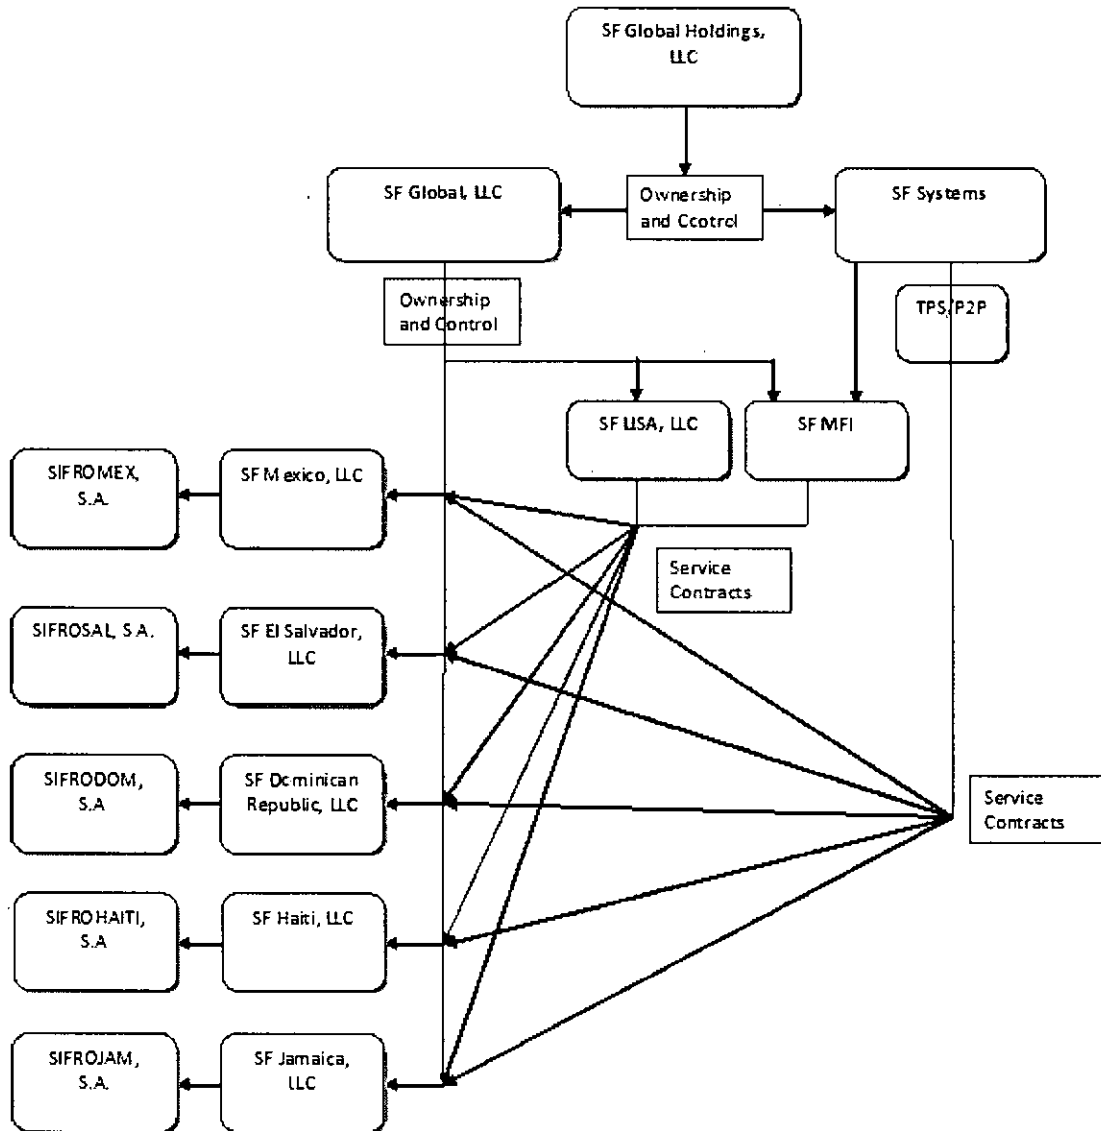 SF Global Holdings,
LLC
SF Global, LLC
Ownership
and Ccotrol
SF Systems
Ownership
and Control
TPS/P2P
SF USA, LLC
SF MFI
SIFROMEX,
S.A.
SF Mexico, LLC
Service
Contracts
SIFROSAL, S.A.
SF El Salvador,
LLC
SIFRODOM,
S.A
SF Dominican
Republic, LLC
Service
Contracts
SIFROHAITI,
S.A
SF Haiti, LLC
SIFROJAM,
S.A.
SF Jamaica,
LLC